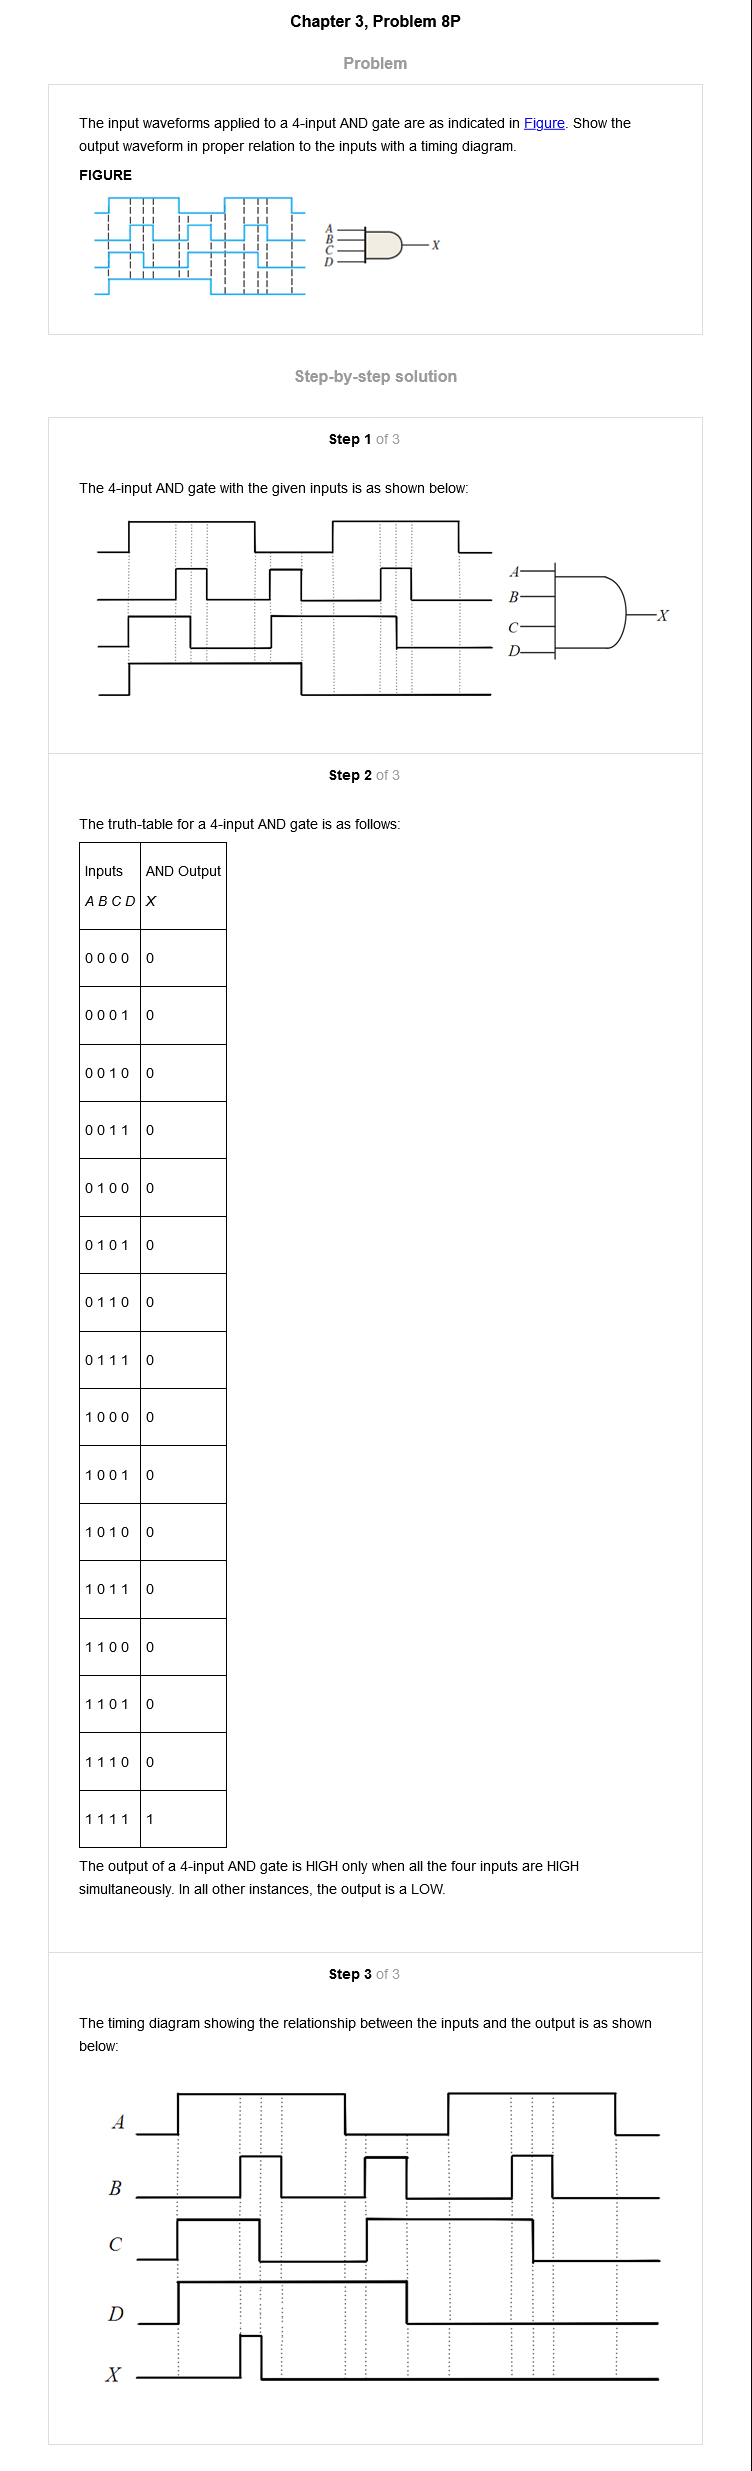 Chapter 3, Problem 8P
Problem
The input waveforms applied to a 4-input AND gate are as indicated in Figure. Show the
output waveform in proper relation to the inputs with a timing diagram.
FIGURE
A
B
C
D
X
Step-by-step solution
Step 1 of 3
The 4-input AND gate with the given inputs is as shown below:
A
B
C
D
X
Step 2 of 3
The truth-table for a 4-input AND gate is as follows:
Inputs AND Output
A B C D X
0 0 0 0 0
0 0 0 1 0
0 0 1 0 0
0 0 1 1 0
0 1 0 0 0
0 1 0 1 0
0 1 1 0 0
0 1 1 1 0
1 0 0 0 0
1 0 0 1 0
1 0 1 0 0
1 0 1 1 0
1 1 0 0 0
1 1 0 1 0
1 1 1 0 0
1 1 1 1 1
The output of a 4-input AND gate is HIGH only when all the four inputs are HIGH
simultaneously. In all other instances, the output is a LOW.
Step 3 of 3
The timing diagram showing the relationship between the inputs and the output is as shown
below:
A
B
C
D
X